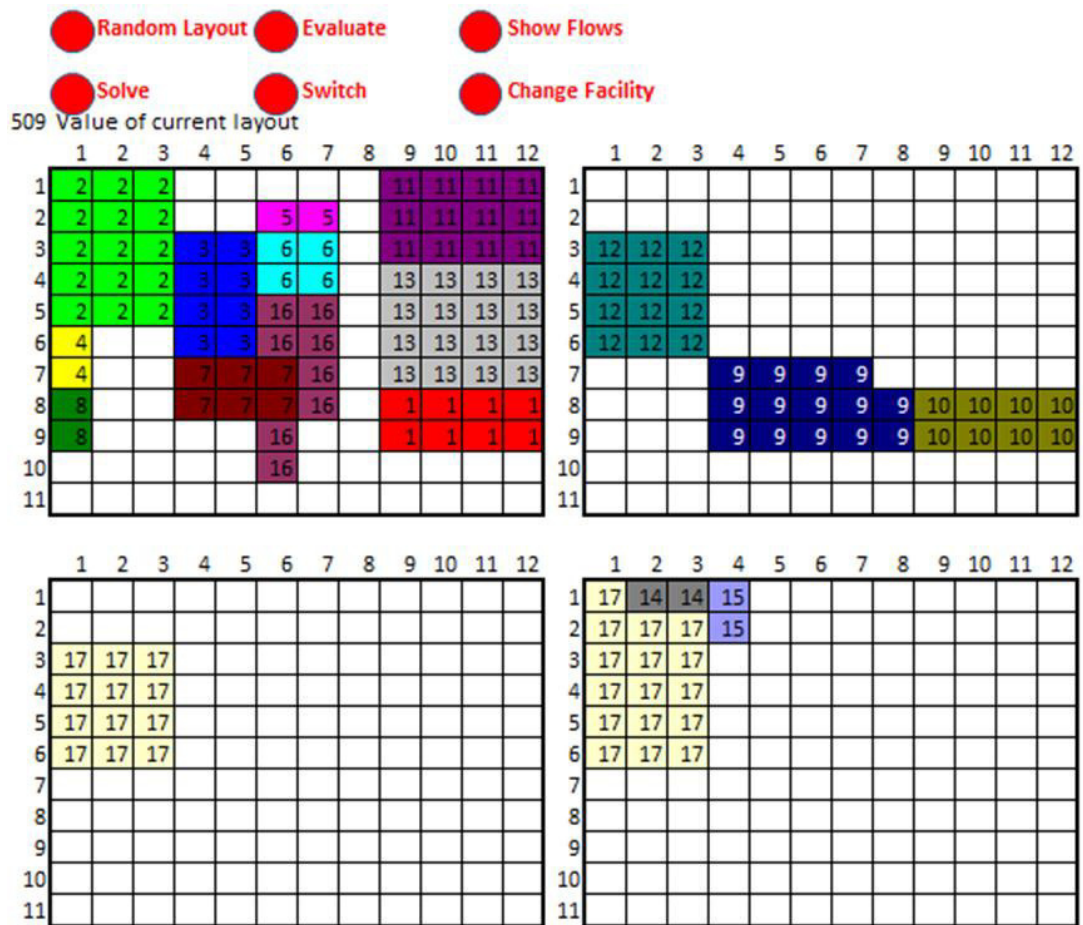 Random Layout Evaluate Show Flows
Solve Switch Change Facility
509 Value of current layout
1 2 3 4 5 6 7 8 9 10 11 12
1 2 2 2 11 11 11 11
2 2 2 2 5 5 11 11 11 11
3 2 2 2 3 3 6 6 11 11 11 11
4 2 2 2 3 3 6 6 13 13 13 13
5 2 2 2 3 3 16 16 13 13 13 13
6 4 3 3 16 16 13 13 13 13
7 4 7 7 7 16 13 13 13 13
8 8 7 7 7 16 1 1 1 1
9 8 16 1 1 1 1
10 16
11
1 2 3 4 5 6 7 8 9 10 11 12
1
2
3 12 12 12
4 12 12 12
5 12 12 12
6 12 12 12
7 9 9 9 9
8 9 9 9 9 9 10 10 10 10
9 9 9 9 9 9 10 10 10 10
10
11
1 2 3 4 5 6 7 8 9 10 11 12
1
2
3 17 17 17
4 17 17 17
5 17 17 17
6 17 17 17
7
8
9
10
11
1 2 3 4 5 6 7 8 9 10 11 12
1 17 14 14 15
2 17 17 17 15
3 17 17 17
4 17 17 17
5 17 17 17
6 17 17 17
7
8
9
10
11